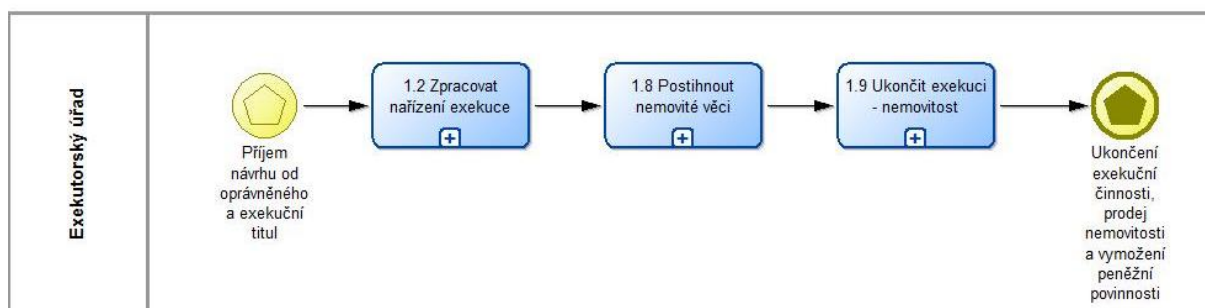 Exekutorský úřad
Příjem
návrhu od
oprávněného
a exekuční
titul
1.2 Zpracovat
nařízení exekuce
1.8 Postihnout
nemovité věci
1.9 Ukončit exekuci
- nemovitost
Ukončení
exekuční
činnosti,
prodej
nemovitosti
a vymožení
peněžní
povinnosti